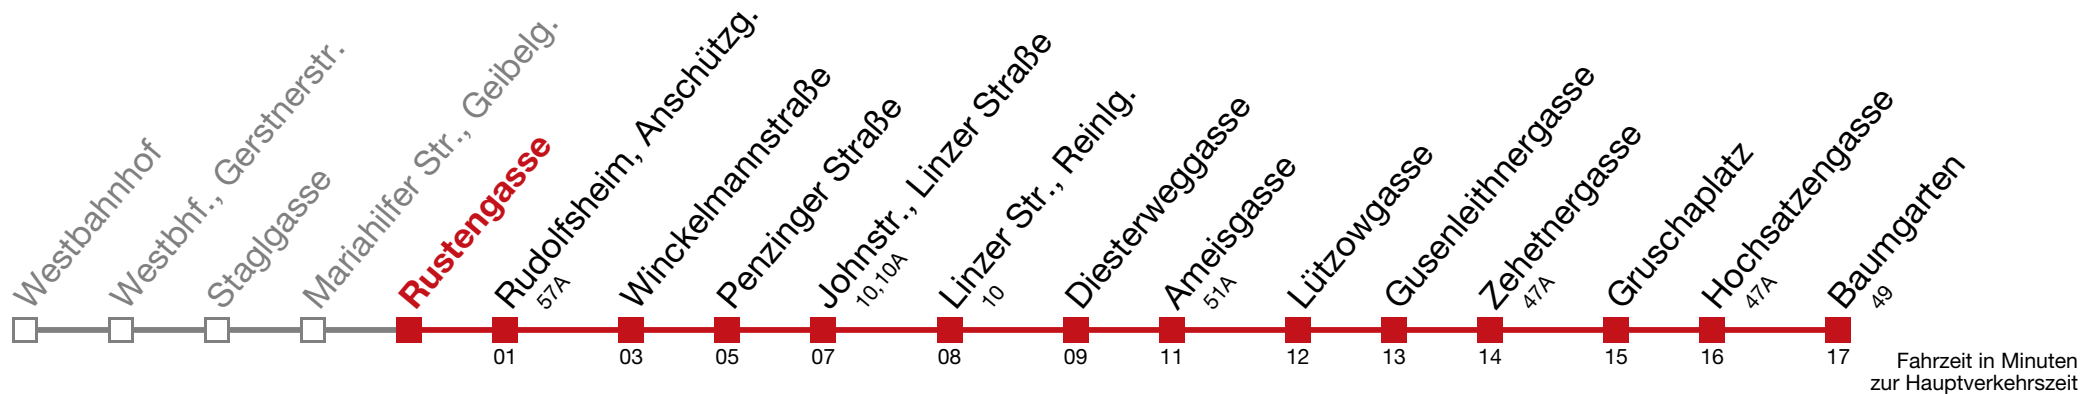 Westbahnhof
Westbhf., Gerstnerstr.
Staglgasse
Mariahilfer Str., Geibelg.
Rustengasse
Rudolfsheim, Anschützg.
57A
Winckelmannstraße
Penzinger Straße
Johnstr., Linzer Straße
10, 10A
Linzer Str., Reinlg.
10
Diesterweggasse
Ameisgasse
51A
Lützowgasse
Gusenleithnergasse
Zehetnergasse
47A
Gruschaplatz
Hochsatzengasse
47A
Baumgarten
49
01 03 05 07 08 09 11 12 13 14 15 16 17
Fahrzeit in Minuten
zur Hauptverkehrszeit